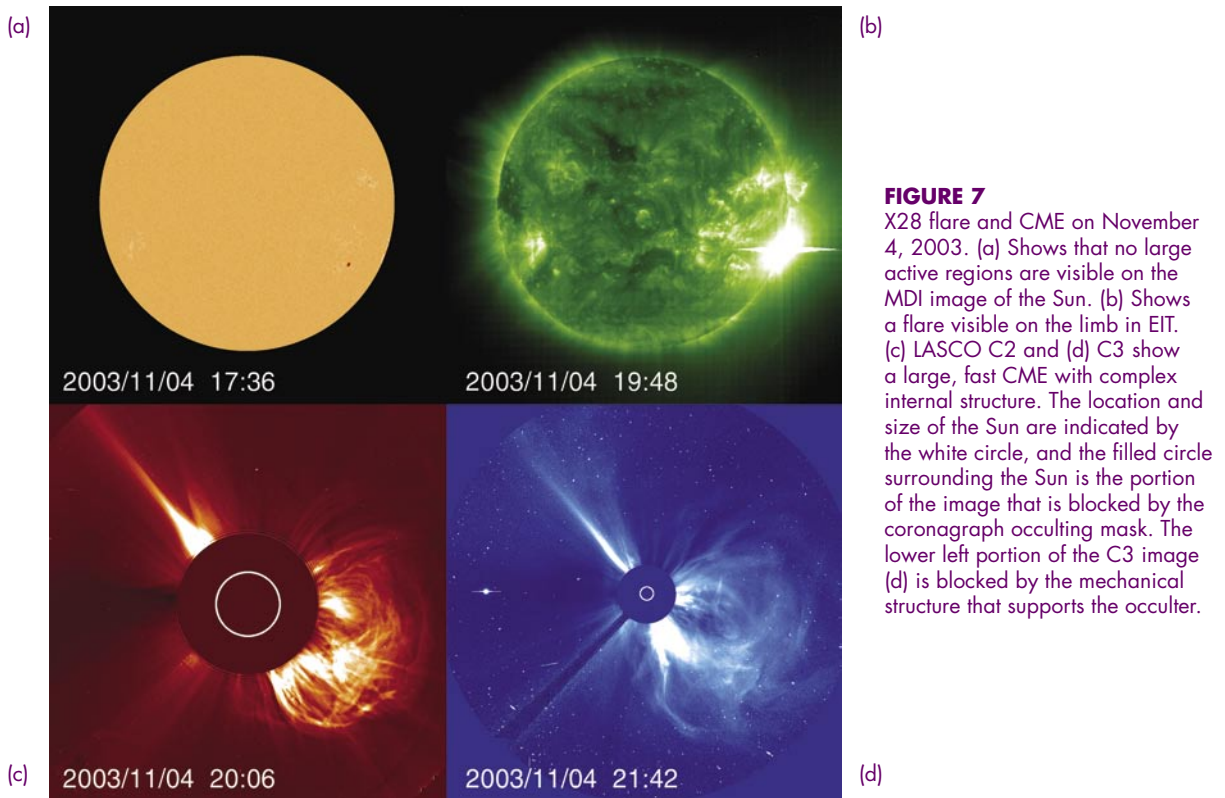 (a)
(b)
2003/11/04 17:36
2003/11/04 19:48
2003/11/04 20:06
2003/11/04 21:42
(c)
(d)
FIGURE 7
X28 flare and CME on November
4, 2003. (a) Shows that no large
active regions are visible on the
MDI image of the Sun. (b) Shows
a flare visible on the limb in EIT.
(c) LASCO C2 and (d) C3 show
a large, fast CME with complex
internal structure. The location and
size of the Sun are indicated by
the white circle, and the filled circle
surrounding the Sun is the portion
of the image that is blocked by the
coronagraph occulting mask. The
lower left portion of the C3 image
(d) is blocked by the mechanical
structure that supports the occulter.